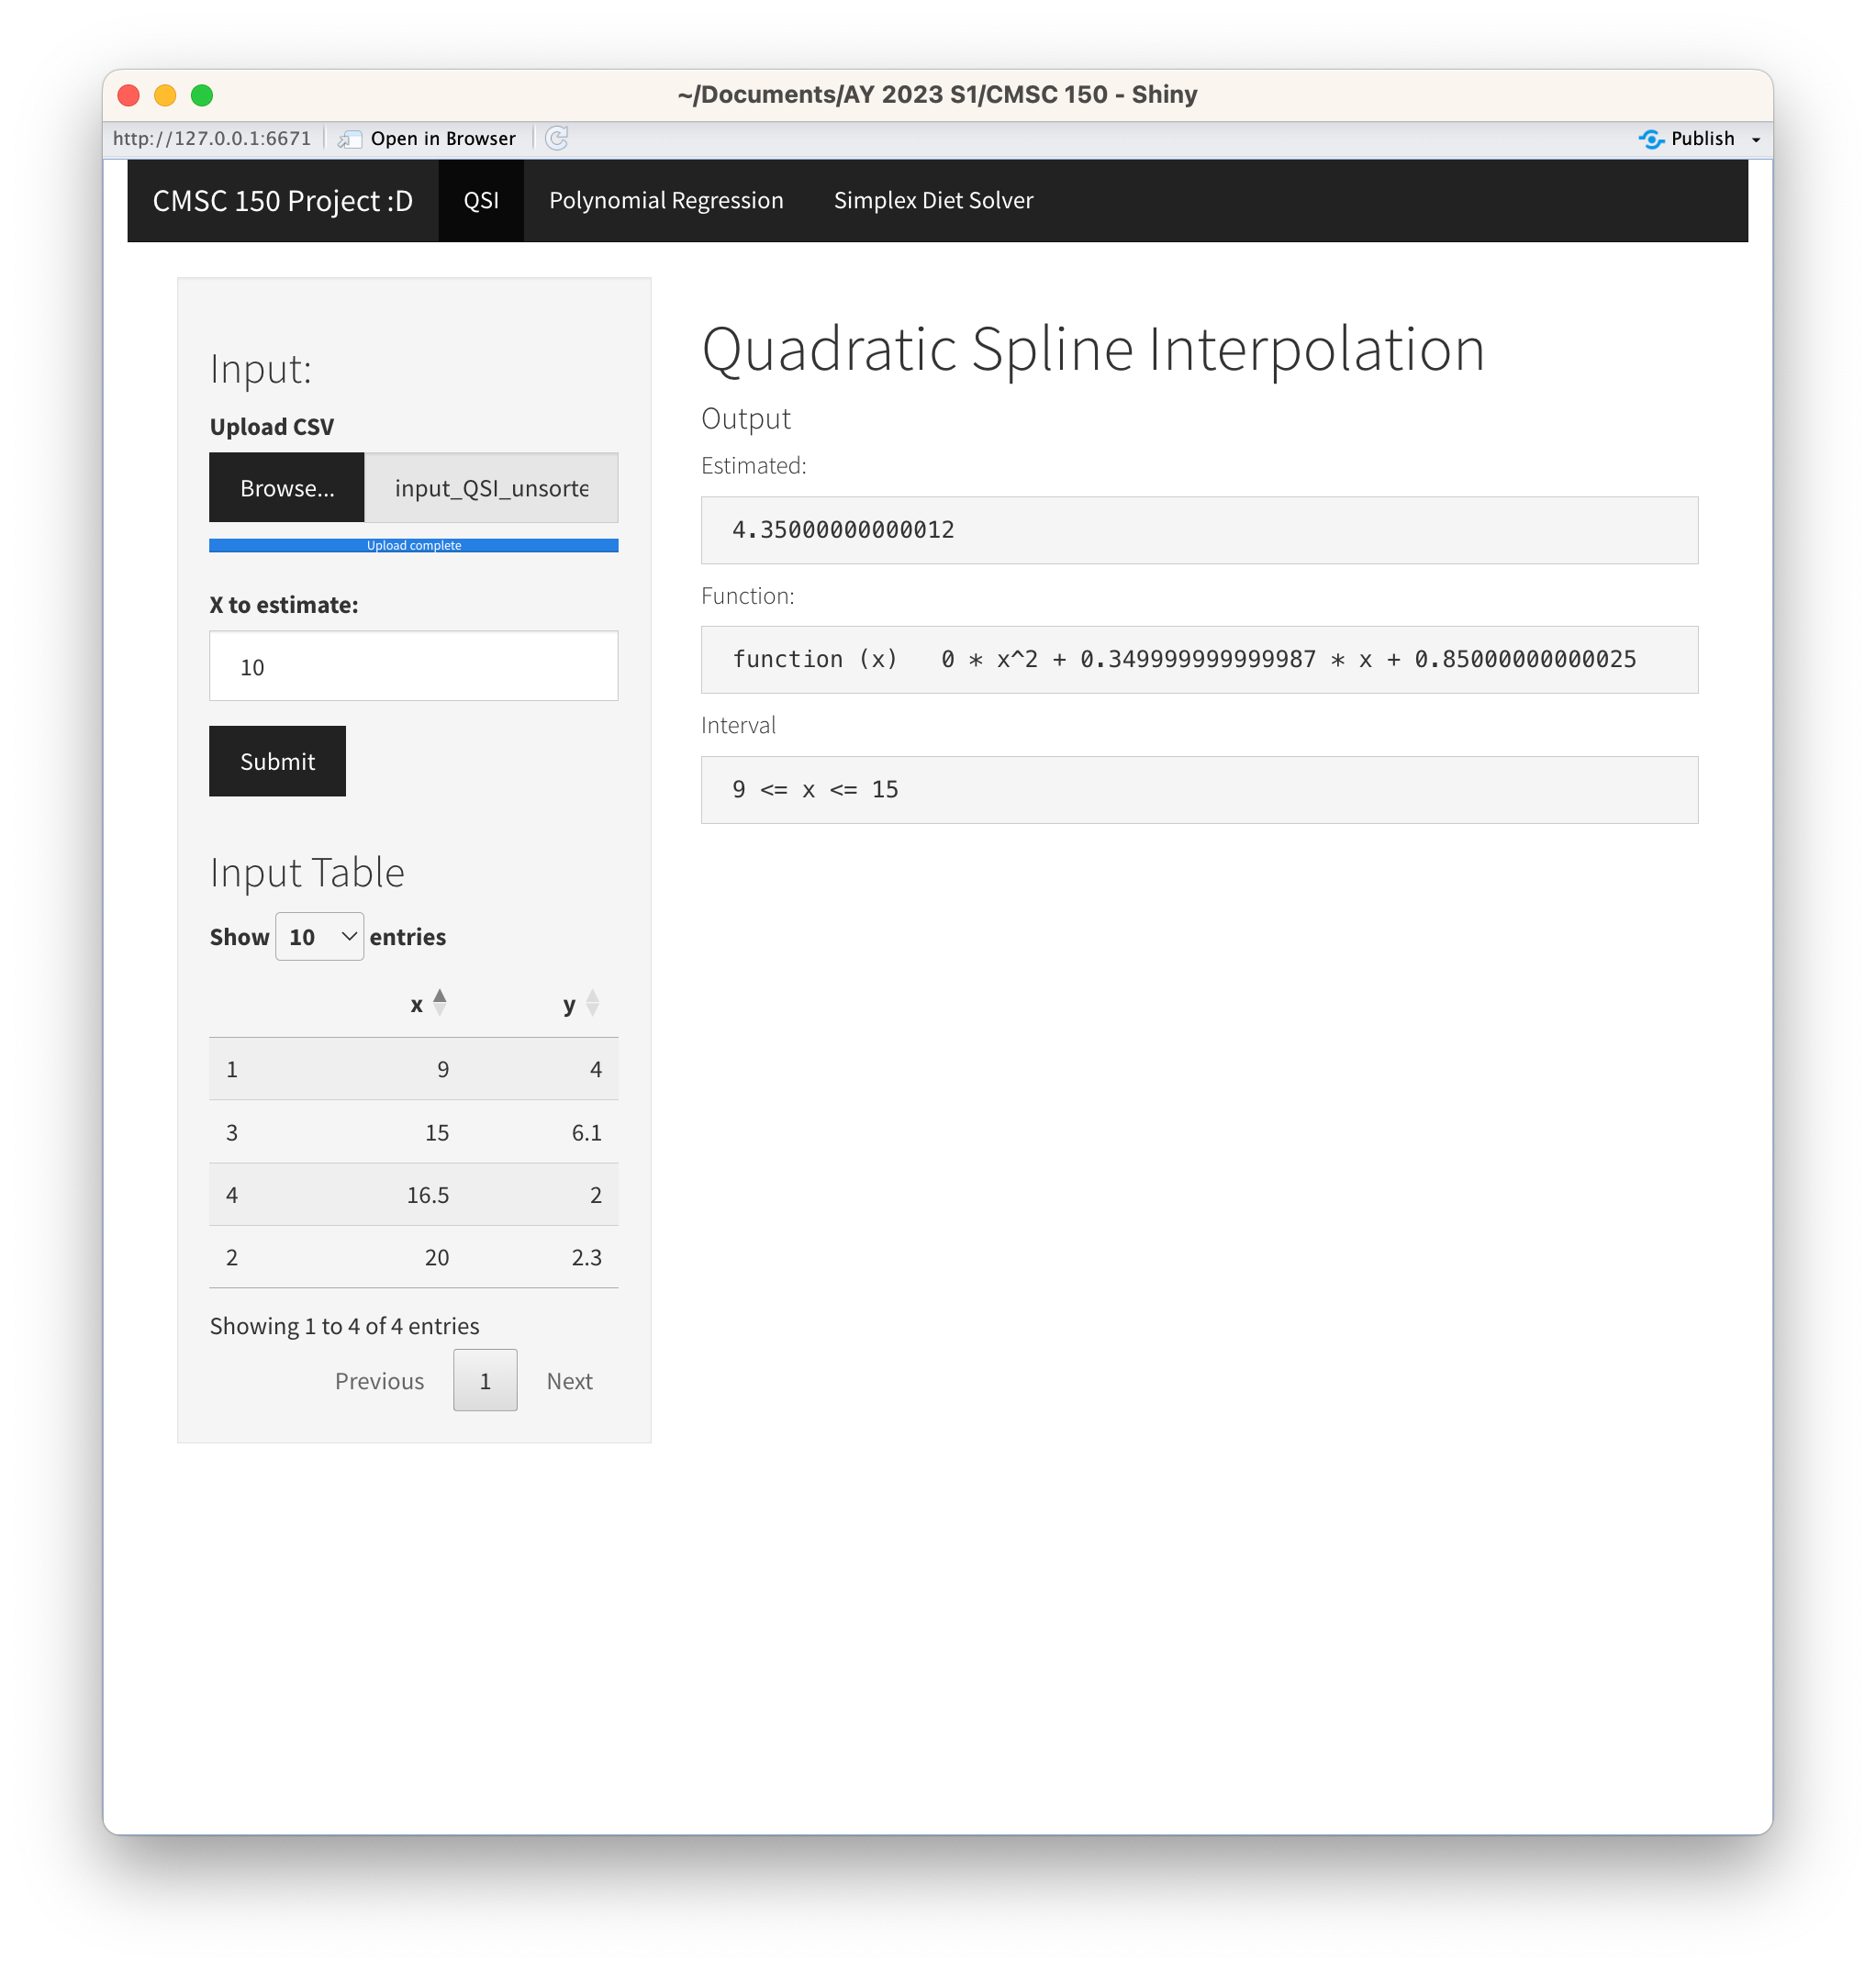 ~/Documents/AY 2023 S1/CMSC 150 - Shiny
http://127.0.0.1:6671 Open in Browser Publish
CMSC 150 Project :D QSI Polynomial Regression Simplex Diet Solver
Input:
Upload CSV
Browse... input_QSI_unsorte
Upload complete
X to estimate:
10
Submit
Input Table
Show 10 entries
x y
1 9 4
3 15 6.1
4 16.5 2
2 20 2.3
Showing 1 to 4 of 4 entries
Previous 1 Next
Quadratic Spline Interpolation
Output
Estimated:
4.35000000000012
Function:
function (x) 0 * x^2 + 0.349999999999987 * x + 0.85000000000025
Interval
9 <= x <= 15